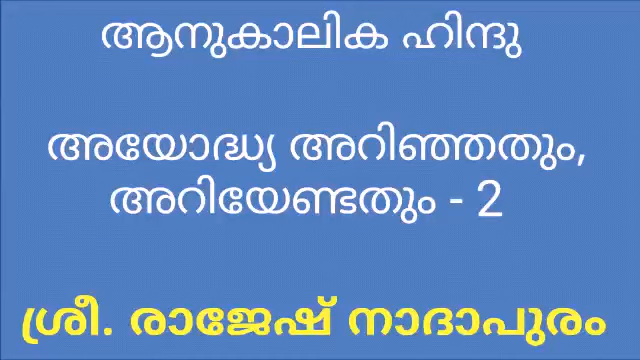 ആനുകാലിക ഹിന്ദു
അയോദ്ധ്യ അറിഞ്ഞതും,
അറിയേണ്ടതും - 2
ശ്രീ. രാജേഷ് നാദാപുരം